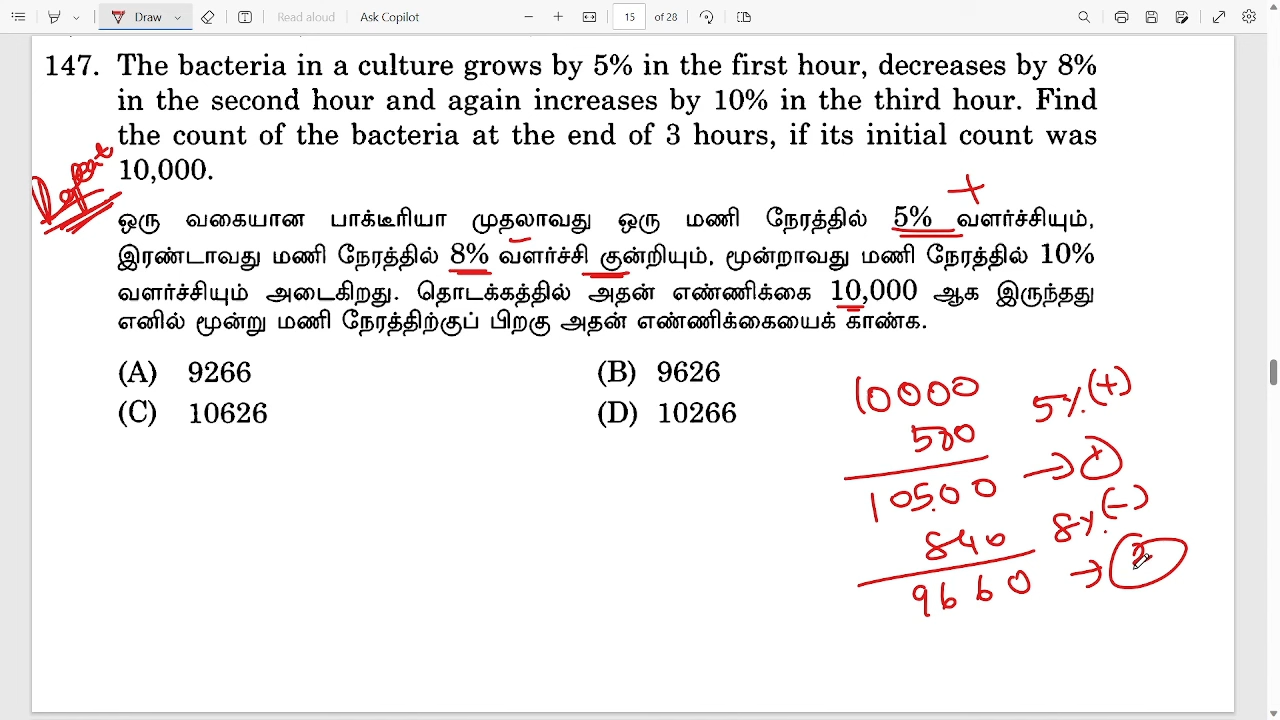 Draw
Read aloud
Ask Copilot
15
of 28
147. The bacteria in a culture grows by 5% in the first hour, decreases by 8%
in the second hour and again increases by 10% in the third hour. Find
the count of the bacteria at the end of 3 hours, if its initial count was
10,000.
Repeat
+
ஒரு வகையான பாக்டீரியா முதலாவது ஒரு மணி நேரத்தில் 5% வளர்ச்சியும்,
இரண்டாவது மணி நேரத்தில் 8% வளர்ச்சி குன்றியும், மூன்றாவது மணி நேரத்தில் 10%
வளர்ச்சியும் அடைகிறது. தொடக்கத்தில் அதன் எண்ணிக்கை 10,000 ஆக இருந்தது
எனில் மூன்று மணி நேரத்திற்குப் பிறகு அதன் எண்ணிக்கையைக் காண்க.
(A) 9266
(B) 9626
(C) 10626
(D) 10266
10000 5% (+)
500
10500 →
840 8% (-)
9660 → 2